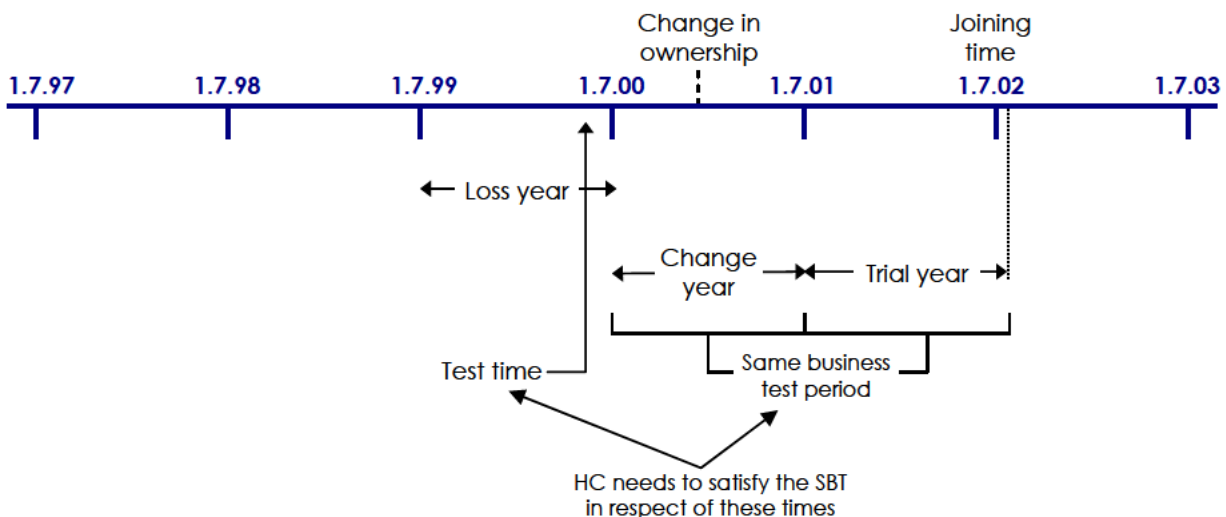 Change in
ownership
Joining
time
1.7.97 1.7.98 1.7.99 1.7.00 1.7.01 1.7.02 1.7.03
Loss year
Change
year
Trial year
Test time
Same business
test period
HC needs to satisfy the SBT
in respect of these times